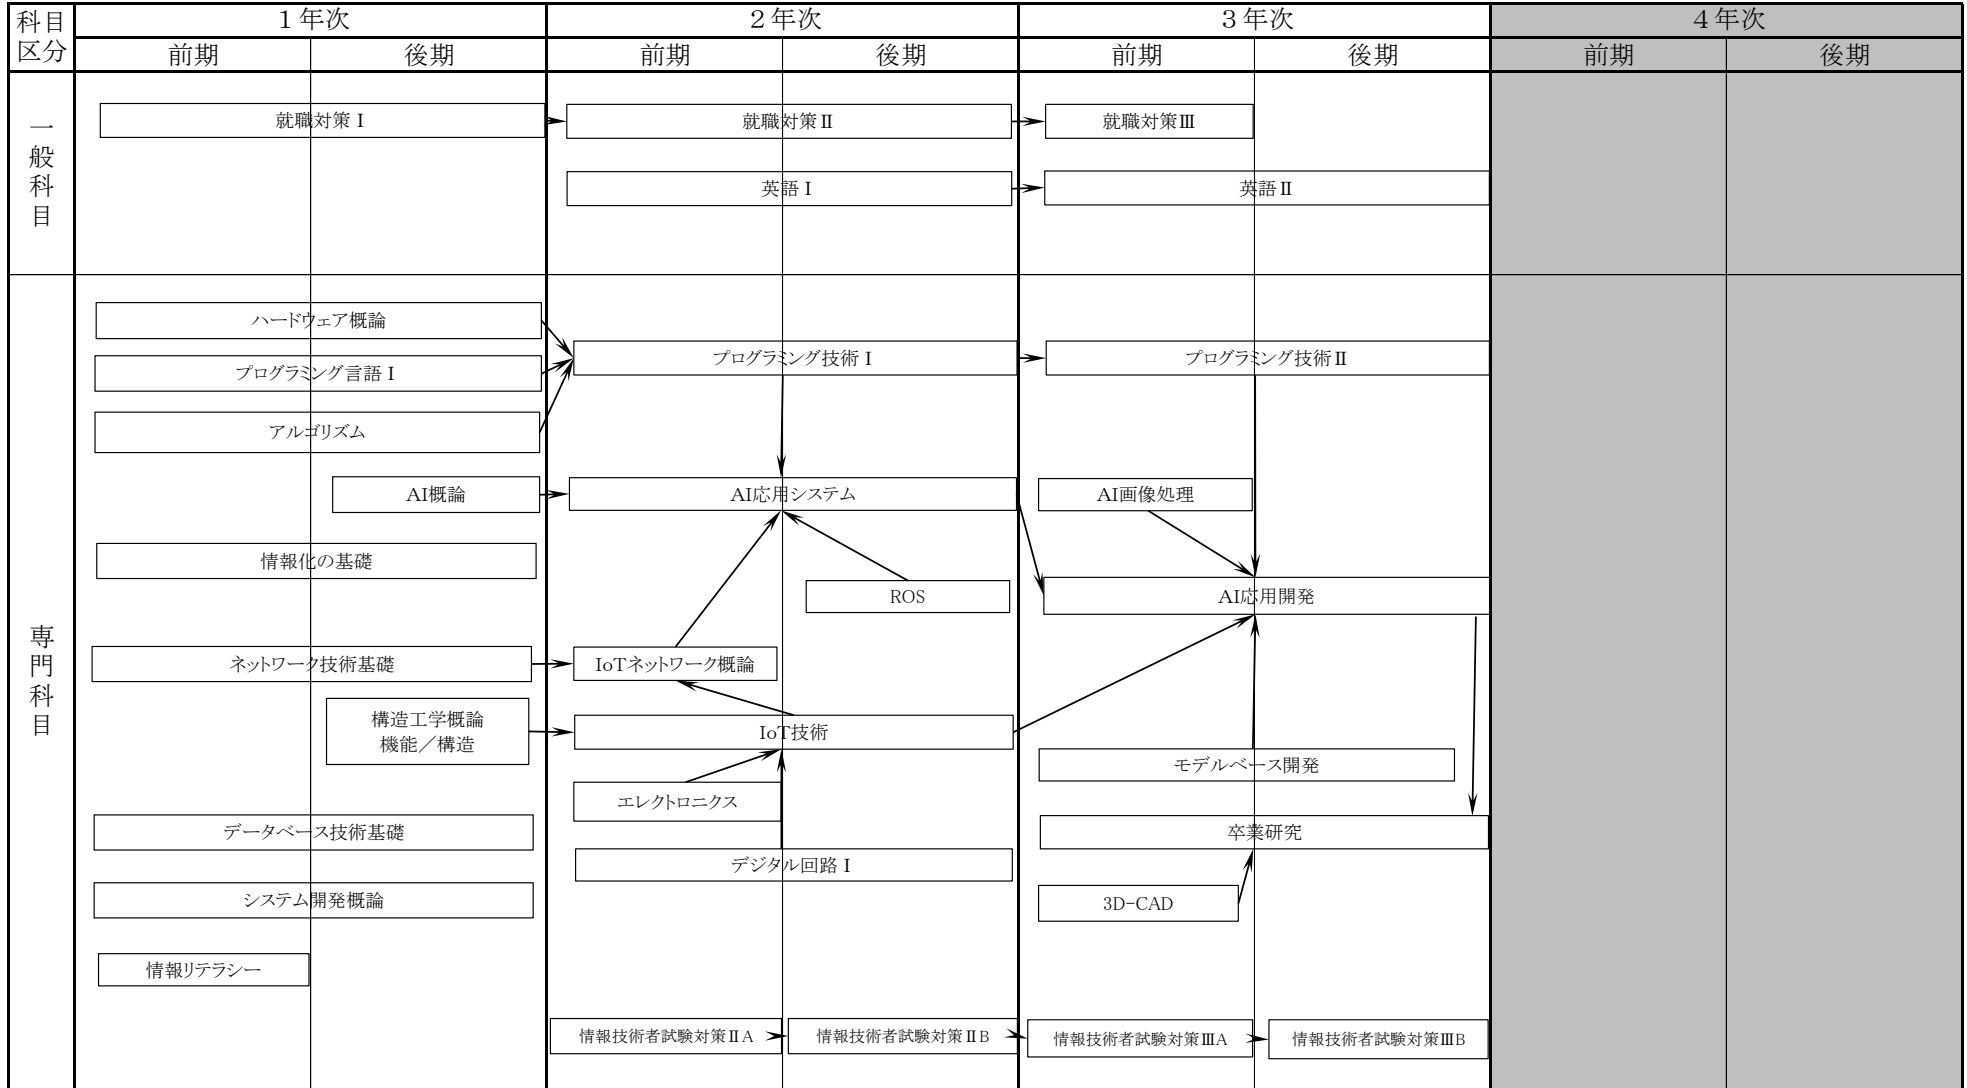 科目
区分
１年次
２年次
３年次
４年次
前期
後期
前期
後期
前期
後期
前期
後期
一般科目
就職対策Ⅰ
就職対策Ⅱ
就職対策Ⅲ
英語Ⅰ
英語Ⅱ
専門科目
ハードウェア概論
プログラミング言語Ⅰ
プログラミング技術Ⅰ
プログラミング技術Ⅱ
アルゴリズム
AI概論
AI応用システム
AI画像処理
情報化の基礎
ROS
AI応用開発
ネットワーク技術基礎
IoTネットワーク概論
構造工学概論
機能／構造
IoT技術
モデルベース開発
エレクトロニクス
データベース技術基礎
卒業研究
デジタル回路Ⅰ
システム開発概論
3D-CAD
情報リテラシー
情報技術者試験対策ⅡA
情報技術者試験対策ⅡB
情報技術者試験対策ⅢA
情報技術者試験対策ⅢB